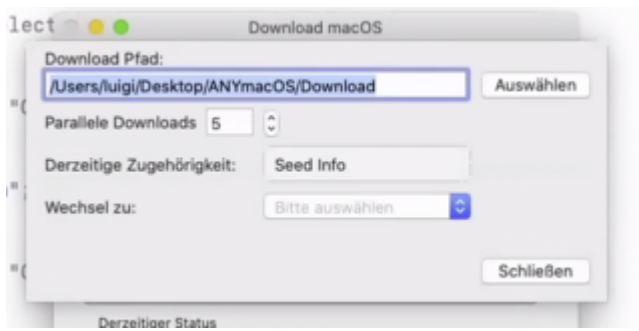 lect
Download macOS
Download Pfad:
/Users/luigi/Desktop/ANYmacOS/Download
Auswählen
Parallele Downloads 5
Derzeitige Zugehörigkeit: Seed Info
Wechsel zu: Bitte auswählen
Schließen
Derzeitiger Status